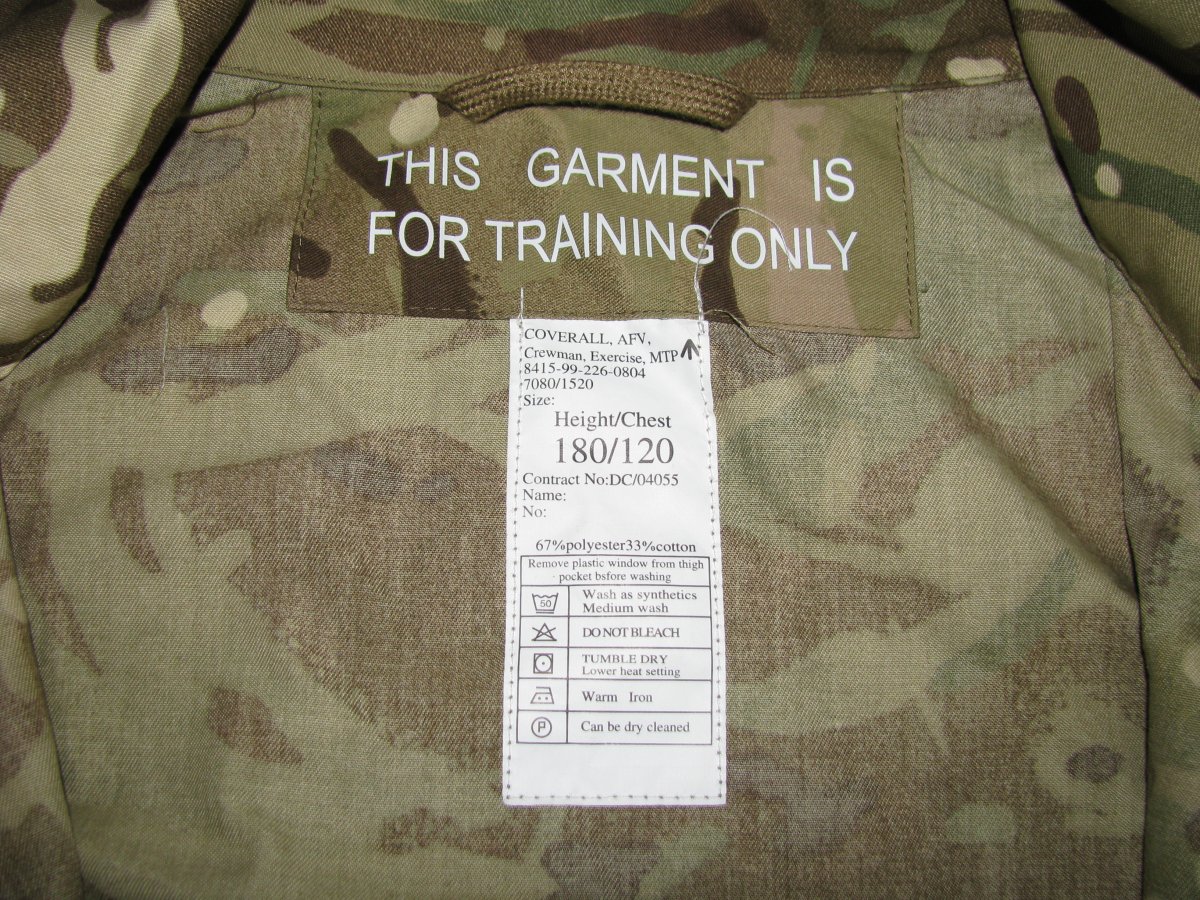 THIS GARMENT IS
FOR TRAINING ONLY
COVERALL, AFV,
Crewman, Exercise, MTP
8415-99-226-0804
7080/1520
Size:
Height/Chest
180/120
Contract No:DC/04055
Name:
No:
67%polyester33%cotton
Remove plastic window from thigh
pocket bsfore washing
50
Wash as synthetics
Medium wash
DO NOT BLEACH
TUMBLE DRY
Lower heat setting
Warm Iron
P
Can be dry cleaned